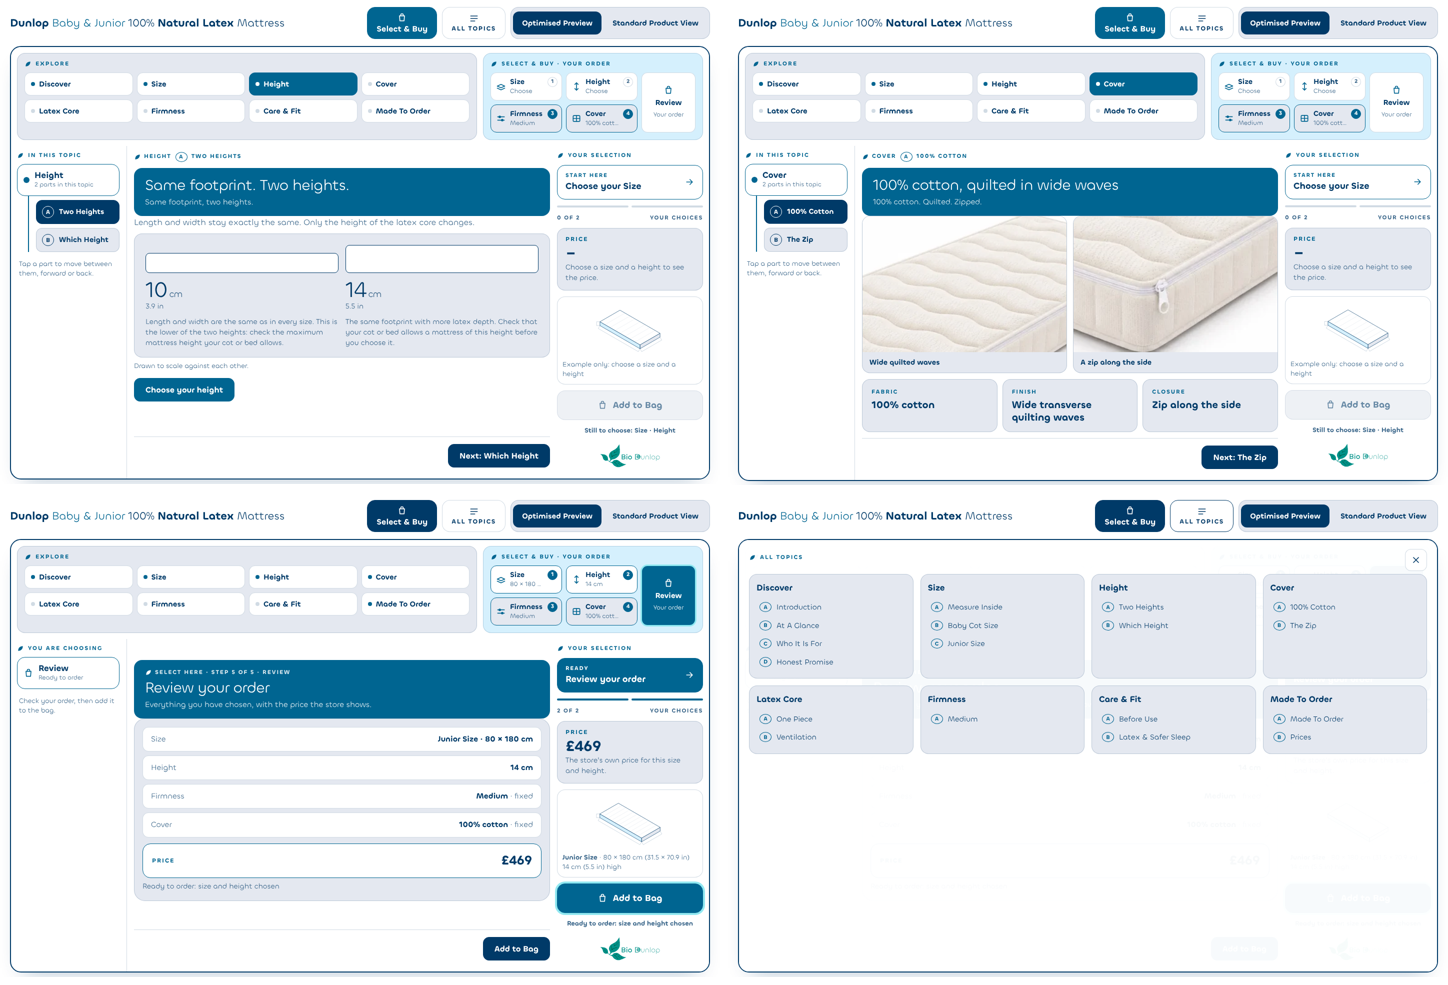 Dunlop Baby & Junior 100% Natural Latex Mattress
Select & Buy
ALL TOPICS
Optimised Preview
Standard Product View
EXPLORE
Discover
Size
Height
Cover
Latex Core
Firmness
Care & Fit
Made To Order
SELECT & BUY · YOUR ORDER
Size
Choose
1
Height
Choose
2
Firmness
Medium
3
Cover
100% cott...
4
Review
Your order
IN THIS TOPIC
Height
2 parts in this topic
A Two Heights
B Which Height
Tap a part to move between
them, forward or back.
HEIGHT A TWO HEIGHTS
Same footprint. Two heights.
Same footprint, two heights.
Length and width stay exactly the same. Only the height of the latex core changes.
10 cm
3.9 in
Length and width are the same as in every size. This is
the lower of the two heights: check the maximum
mattress height your cot or bed allows.
14 cm
5.5 in
The same footprint with more latex depth. Check that
your cot or bed allows a mattress of this height before
you choose it.
Drawn to scale against each other.
Choose your height
Next: Which Height
YOUR SELECTION
START HERE
Choose your Size
0 OF 2
YOUR CHOICES
PRICE
–
Choose a size and a height to see
the price.
Example only: choose a size and a
height
Add to Bag
Still to choose: Size · Height
Bio Dunlop
Dunlop Baby & Junior 100% Natural Latex Mattress
Select & Buy
ALL TOPICS
Optimised Preview
Standard Product View
EXPLORE
Discover
Size
Height
Cover
Latex Core
Firmness
Care & Fit
Made To Order
SELECT & BUY · YOUR ORDER
Size
Choose
1
Height
Choose
2
Firmness
Medium
3
Cover
100% cott...
4
Review
Your order
IN THIS TOPIC
Cover
2 parts in this topic
A 100% Cotton
B The Zip
Tap a part to move between
them, forward or back.
COVER A 100% COTTON
100% cotton, quilted in wide waves
100% cotton. Quilted. Zipped.
Wide quilted waves
A zip along the side
FABRIC
100% cotton
FINISH
Wide transverse
quilting waves
CLOSURE
Zip along the side
Next: The Zip
YOUR SELECTION
START HERE
Choose your Size
0 OF 2
YOUR CHOICES
PRICE
–
Choose a size and a height to see
the price.
Example only: choose a size and a
height
Add to Bag
Still to choose: Size · Height
Bio Dunlop
Dunlop Baby & Junior 100% Natural Latex Mattress
Select & Buy
ALL TOPICS
Optimised Preview
Standard Product View
EXPLORE
Discover
Size
Height
Cover
Latex Core
Firmness
Care & Fit
Made To Order
SELECT & BUY · YOUR ORDER
Size
80 × 180 ...
1
Height
14 cm
2
Firmness
Medium
3
Cover
100% cott...
4
Review
Your order
YOU ARE CHOOSING
Review
Ready to order
Check your order, then add it
to the bag.
SELECT HERE · STEP 5 OF 5 · REVIEW
Review your order
Everything you have chosen, with the price the store shows.
Size Junior Size · 80 × 180 cm
Height 14 cm
Firmness Medium · fixed
Cover 100% cotton · fixed
PRICE £469
Ready to order: size and height chosen
Add to Bag
YOUR SELECTION
READY
Review your order
2 OF 2
YOUR CHOICES
PRICE
£469
The store's own price for this size
and height.
Junior Size · 80 × 180 cm (31.5 × 70.9 in)
14 cm (5.5 in) high
Add to Bag
Ready to order: size and height chosen
Bio Dunlop
Dunlop Baby & Junior 100% Natural Latex Mattress
Select & Buy
ALL TOPICS
Optimised Preview
Standard Product View
ALL TOPICS
Discover
A Introduction
B At A Glance
C Who It Is For
D Honest Promise
Size
A Measure Inside
B Baby Cot Size
C Junior Size
Height
A Two Heights
B Which Height
Cover
A 100% Cotton
B The Zip
Latex Core
A One Piece
B Ventilation
Firmness
A Medium
Care & Fit
A Before Use
B Latex & Safer Sleep
Made To Order
A Made To Order
B Prices
£469
Add to Bag